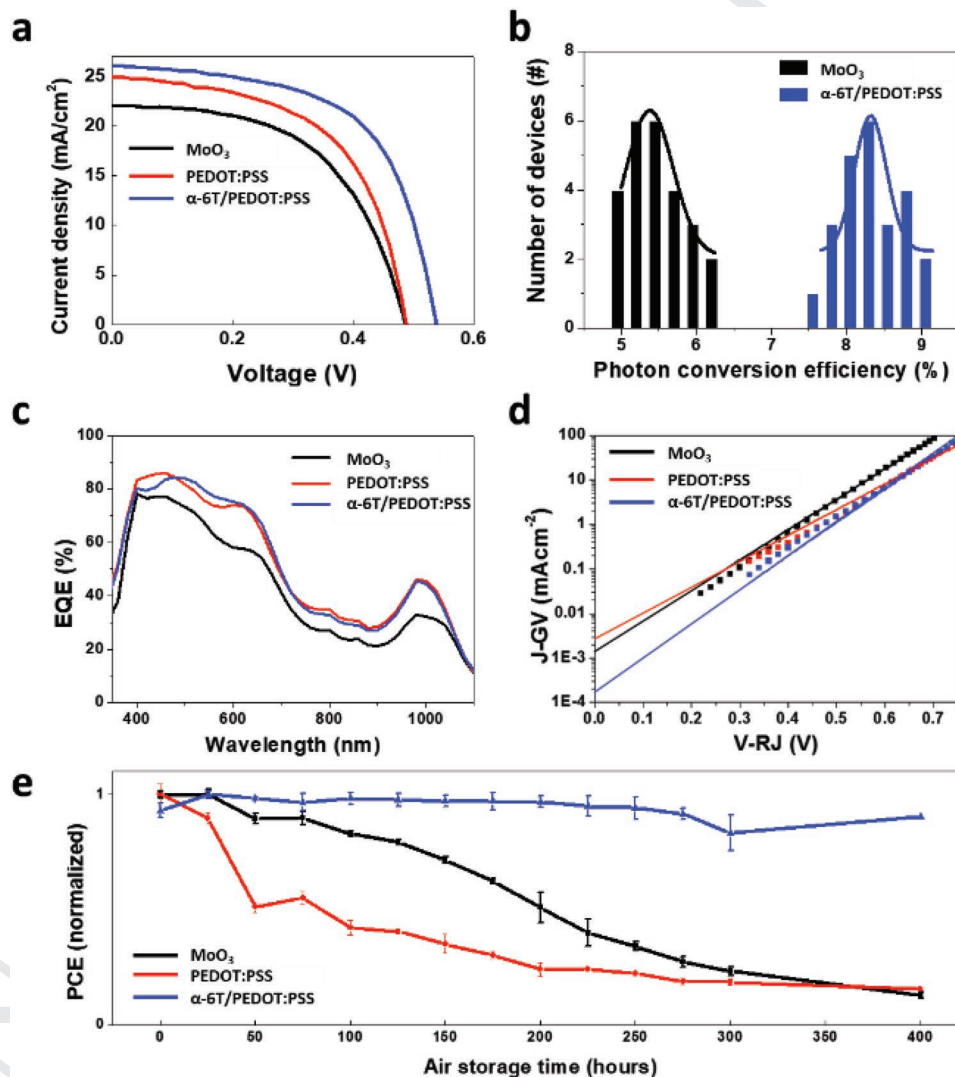 a
Current density (mA/cm²)
25
20
15
10
5
0
MoO₃
PEDOT:PSS
α-6T/PEDOT:PSS
0.0
0.2
0.4
0.6
Voltage (V)
b
Number of devices (#)
8
6
4
2
0
MoO₃
α-6T/PEDOT:PSS
5
6
7
8
9
Photon conversion efficiency (%)
c
EQE (%)
100
80
60
40
20
0
MoO₃
PEDOT:PSS
α-6T/PEDOT:PSS
400
600
800
1000
Wavelength (nm)
d
J-GV (mAcm⁻²)
100
10
1
0.1
0.01
1E-3
1E-4
MoO₃
PEDOT:PSS
α-6T/PEDOT:PSS
0.0
0.1
0.2
0.3
0.4
0.5
0.6
0.7
V-RJ (V)
e
PCE (normalized)
1
0
MoO₃
PEDOT:PSS
α-6T/PEDOT:PSS
0
50
100
150
200
250
300
350
400
Air storage time (hours)